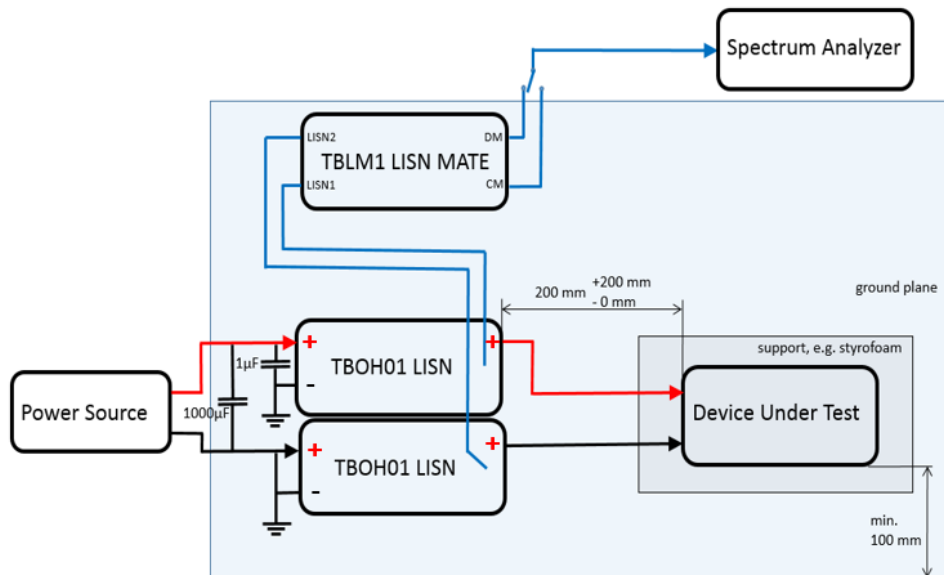 Spectrum Analyzer
LISN2
DM
TBLM1 LISN MATE
LISN1
CM
200 mm +200 mm
- 0 mm
ground plane
support, e.g. styrofoam
1µF
+
+
TBOH01 LISN
-
Power Source
1000µF
Device Under Test
+
+
TBOH01 LISN
-
min.
100 mm